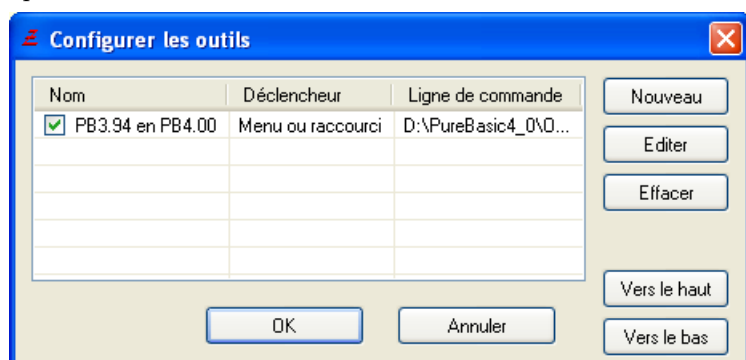 Configurer les outils
Nom Déclencheur Ligne de commande
PB3.94 en PB4.00 Menu ou raccourci D:\PureBasic4_0\O...
Nouveau
Editer
Effacer
Vers le haut
Vers le bas
OK Annuler